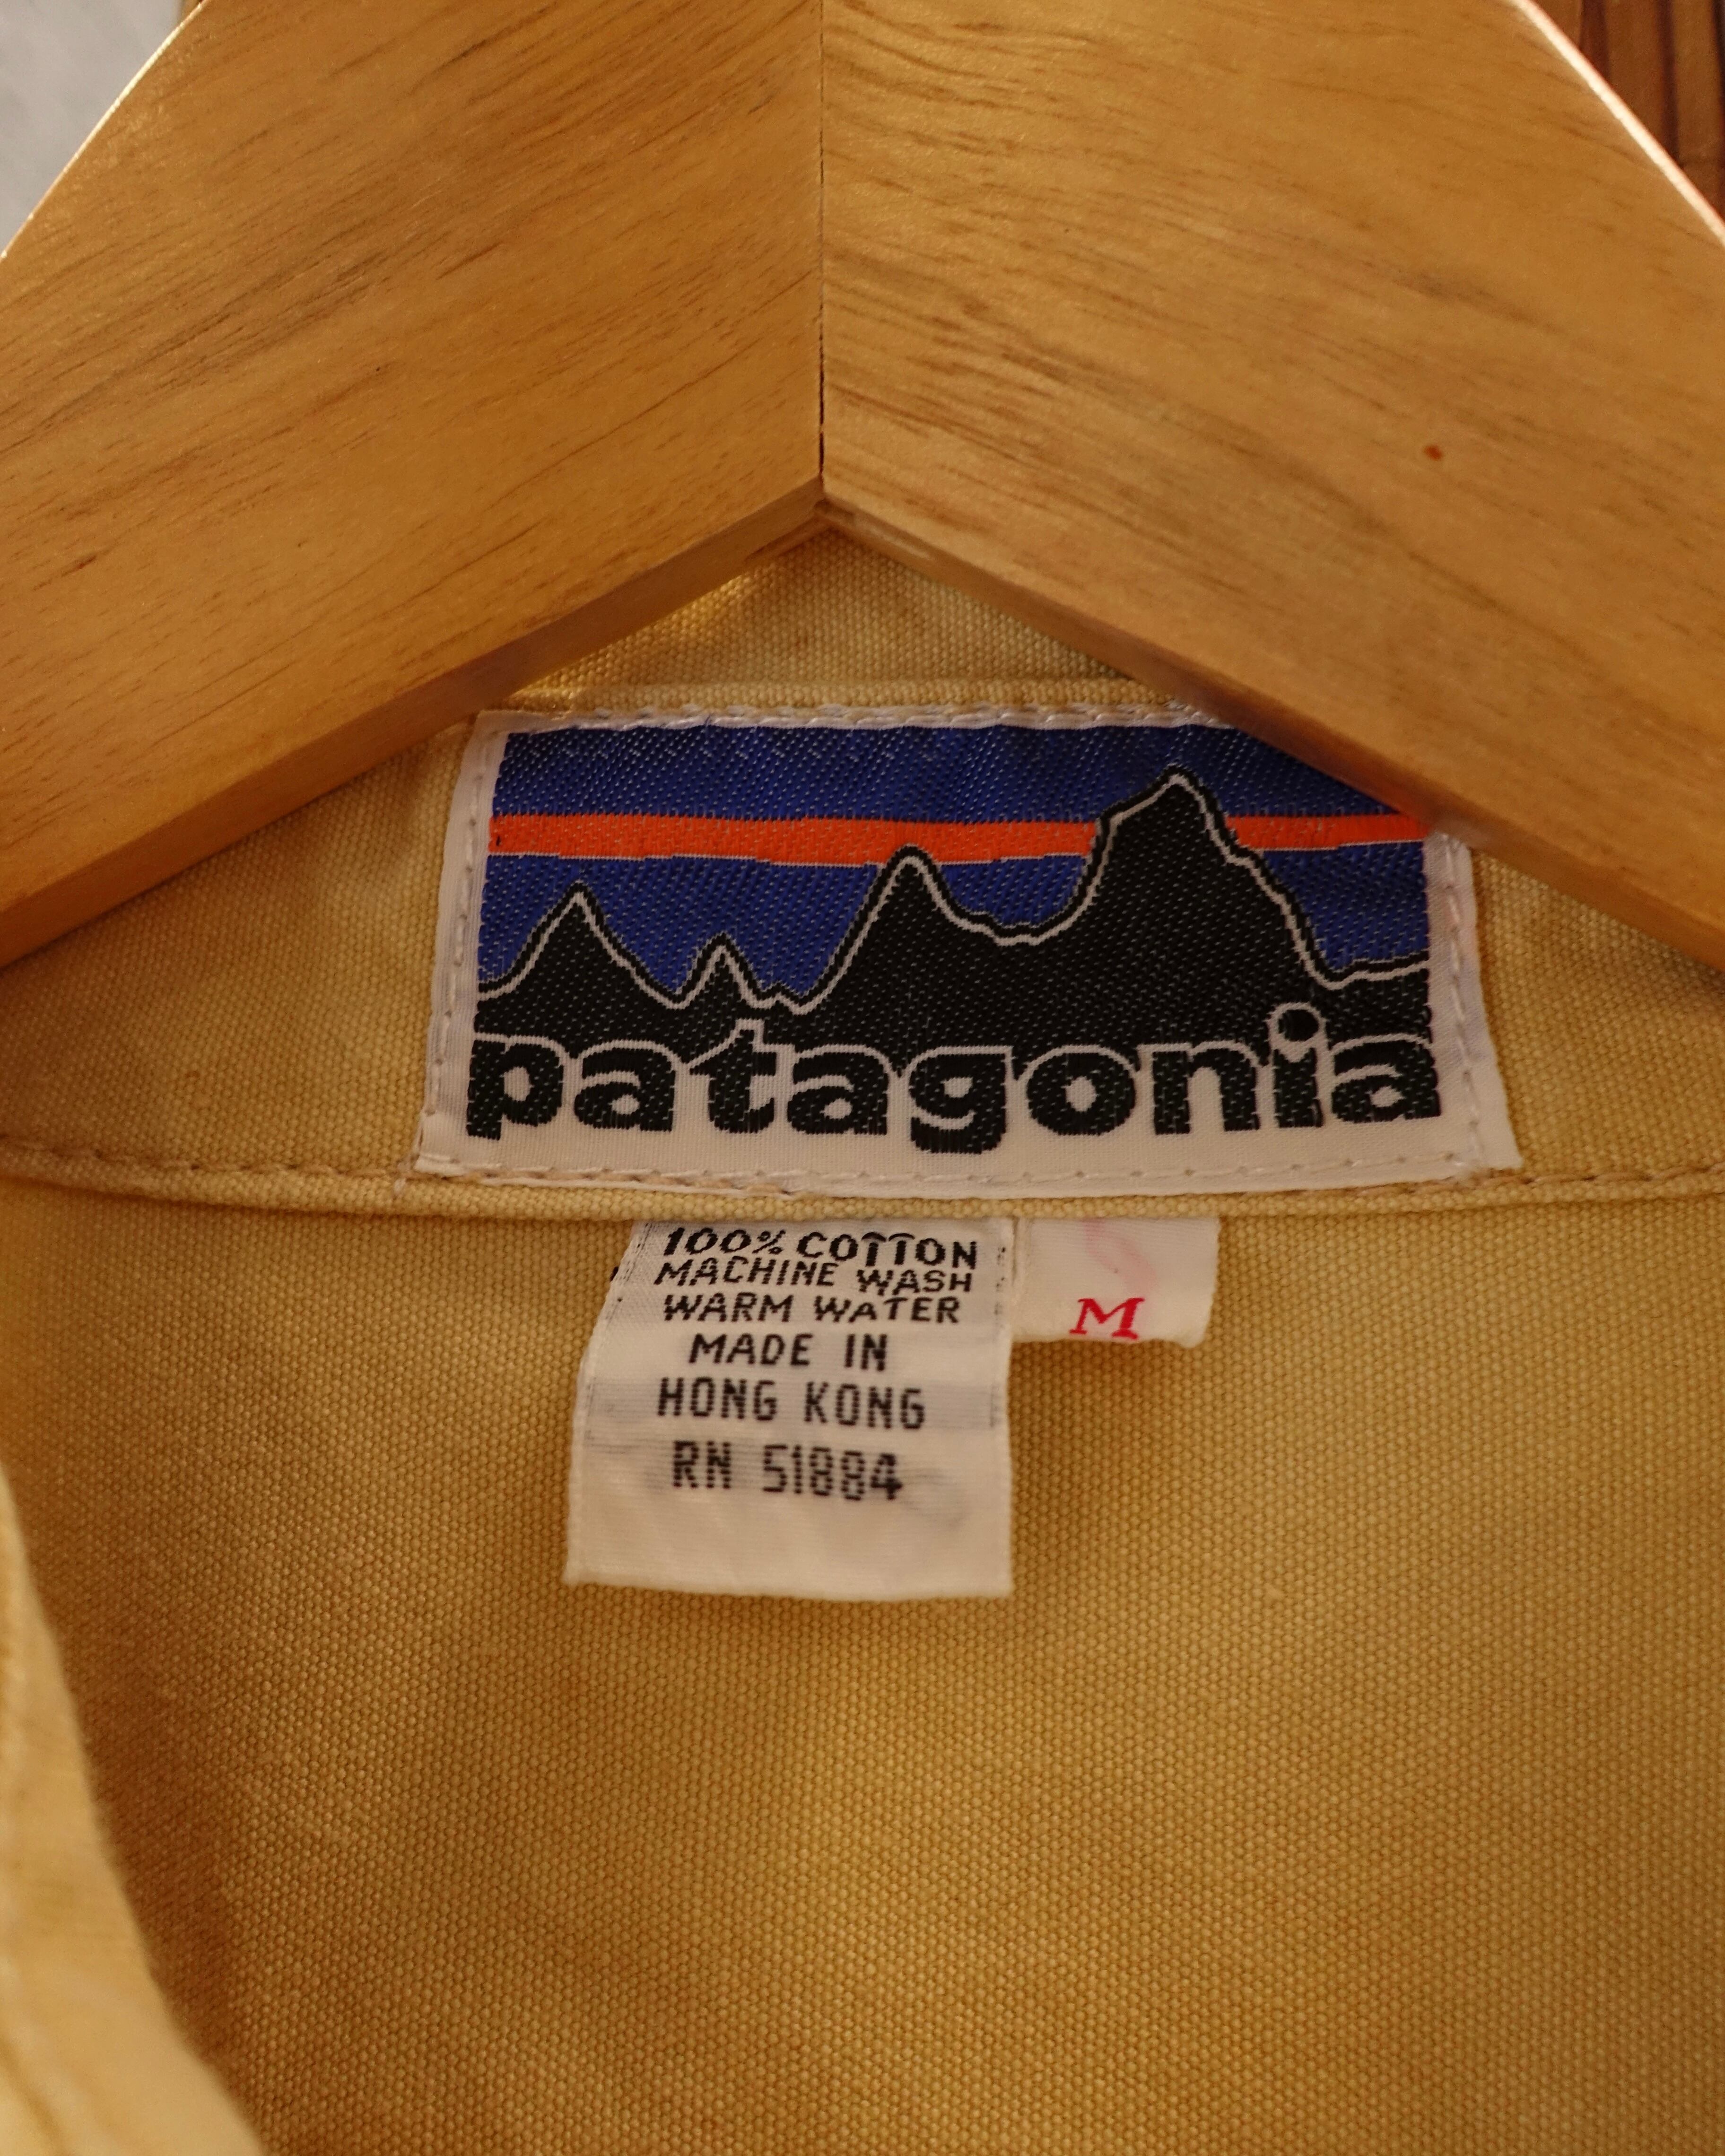 patagonia
100% COTTON
MACHINE WASH
WARM WATER
MADE IN
HONG KONG
RN 51884
M